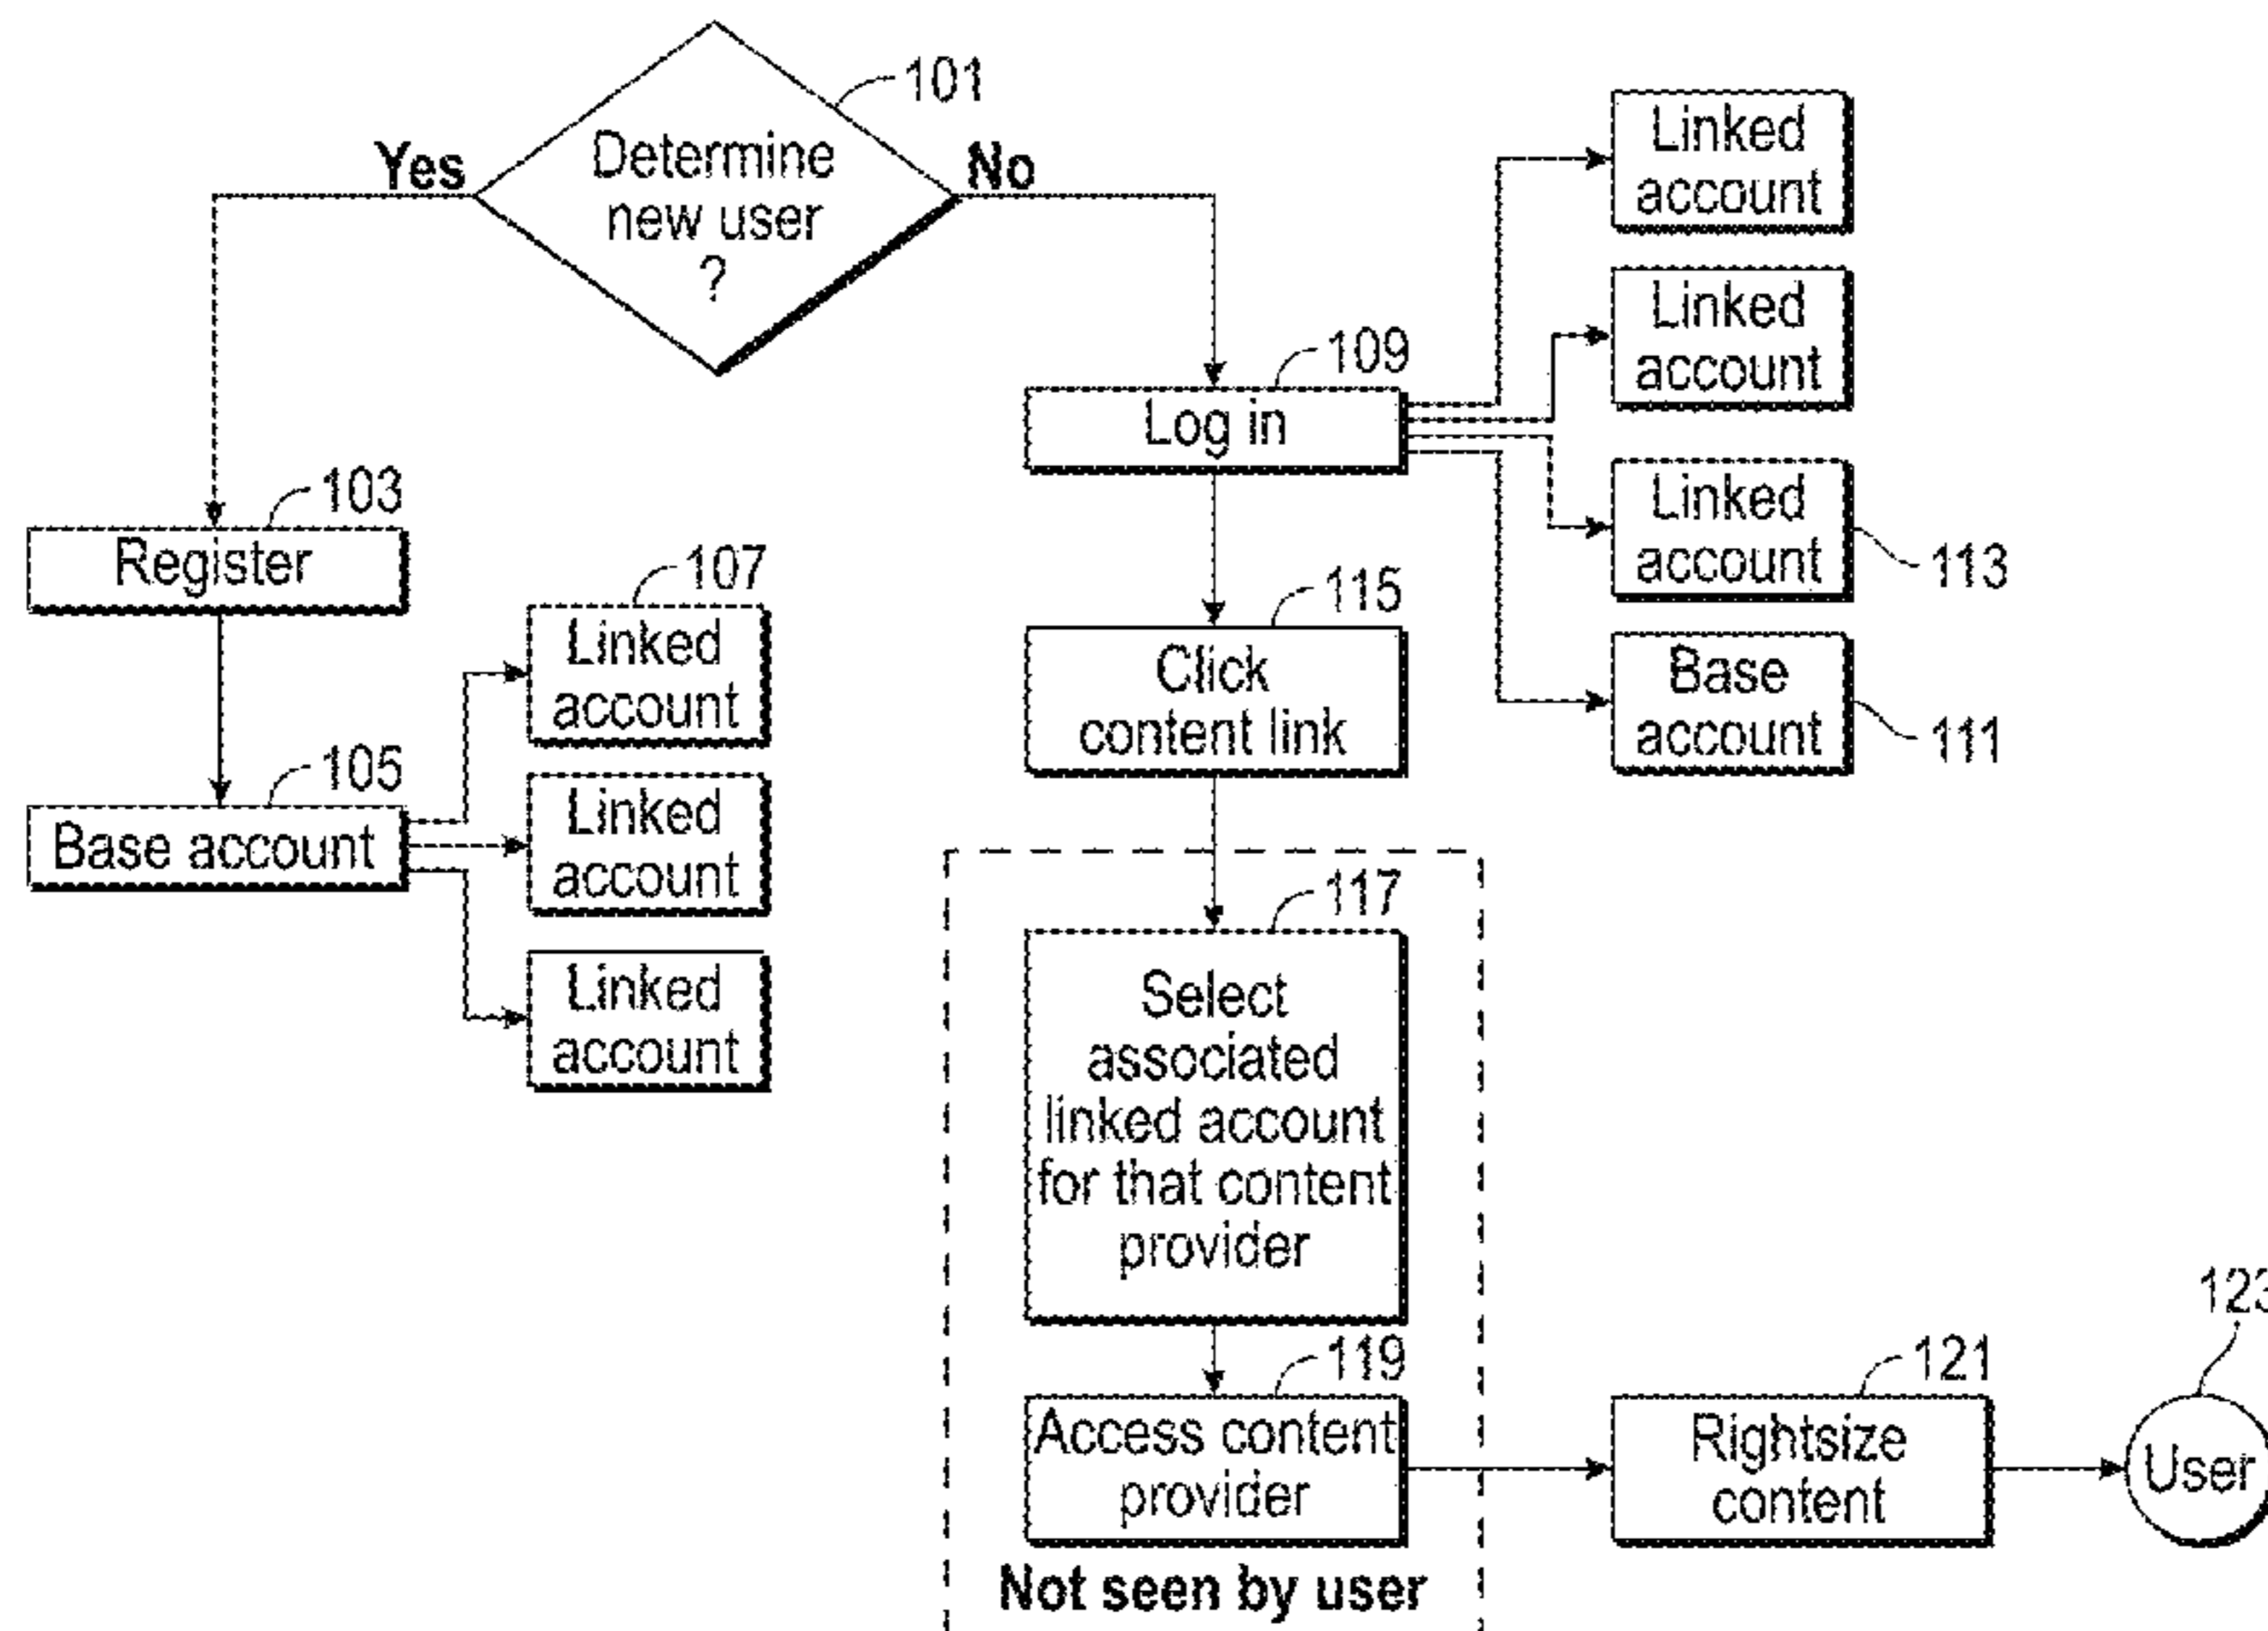 101
Yes
Determine
new user
?
No
Linked
account
Linked
account
109
Log in
Linked
account
113
103
Register
107
Linked
account
115
Click
content link
Base
account
111
105
Base account
Linked
account
117
Linked
account
Select
associated
linked account
for that content
provider
119
Access content
provider
121
Rightsize
content
123
User
Not seen by user